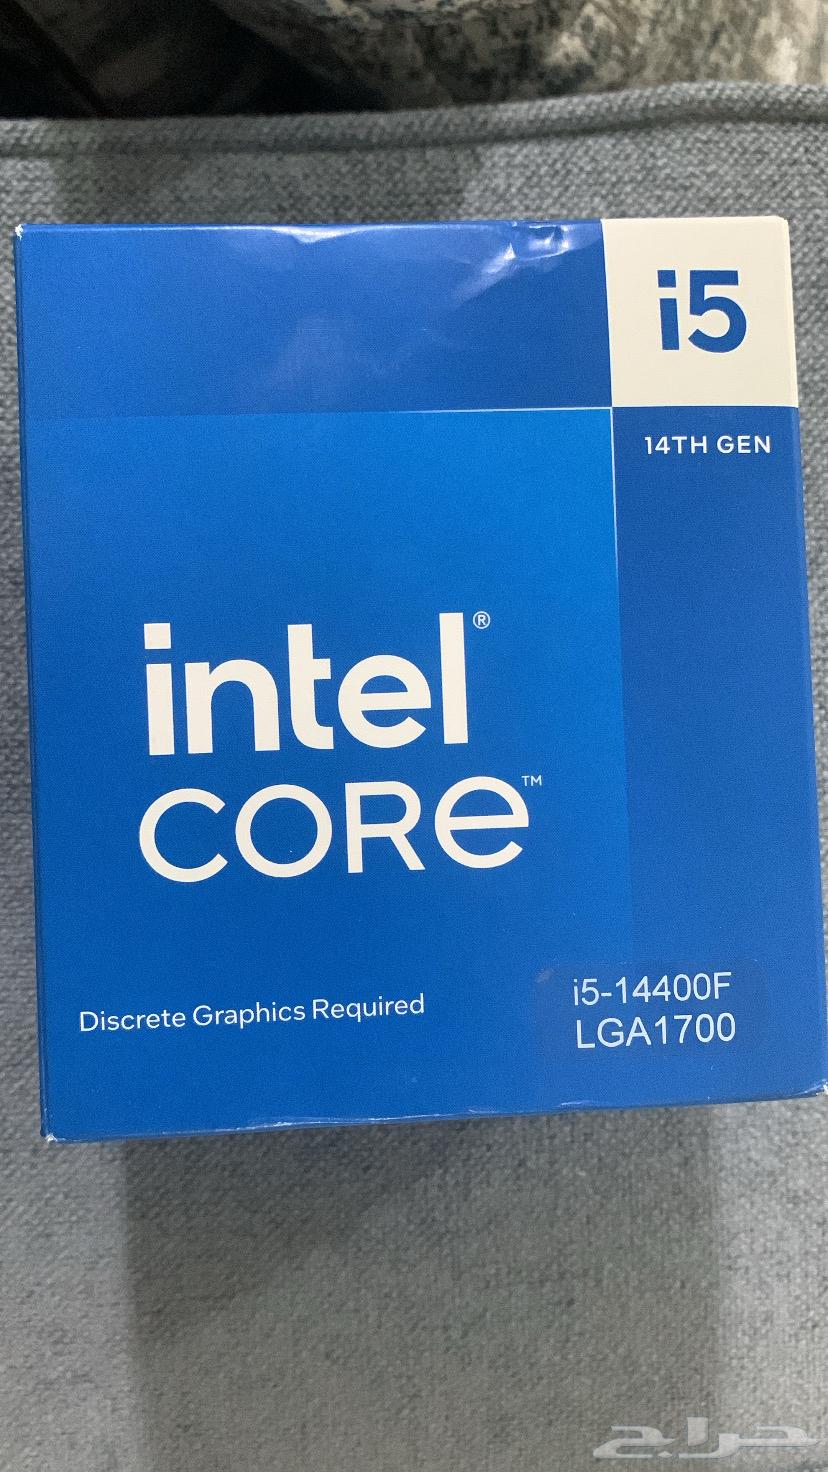 i5
14TH GEN
intel®
CORE™
Discrete Graphics Required
i5-14400F
LGA1700
حراج